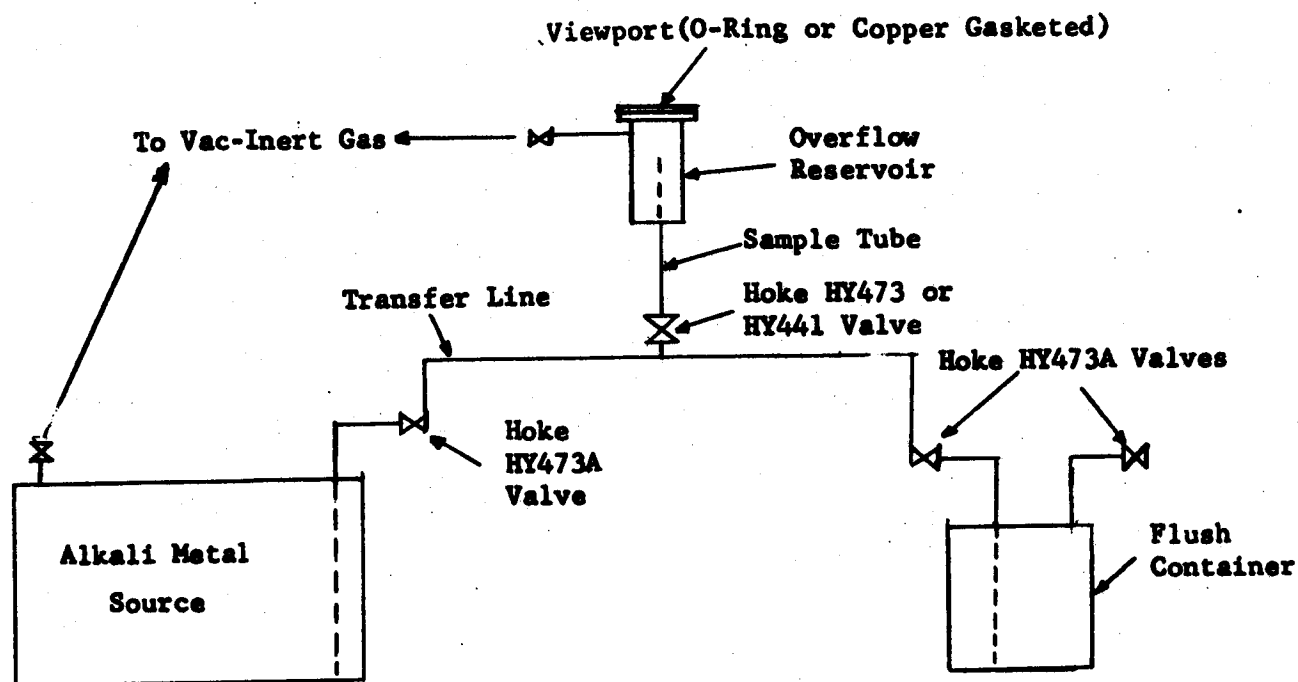 Viewport(O-Ring or Copper Gasketed)
To Vac-Inert Gas
Overflow
Reservoir
Sample Tube
Transfer Line
Hoke HY473 or
HY441 Valve
Hoke HY473A Valves
Hoke
HY473A
Valve
Alkali Metal
Source
Flush
Container